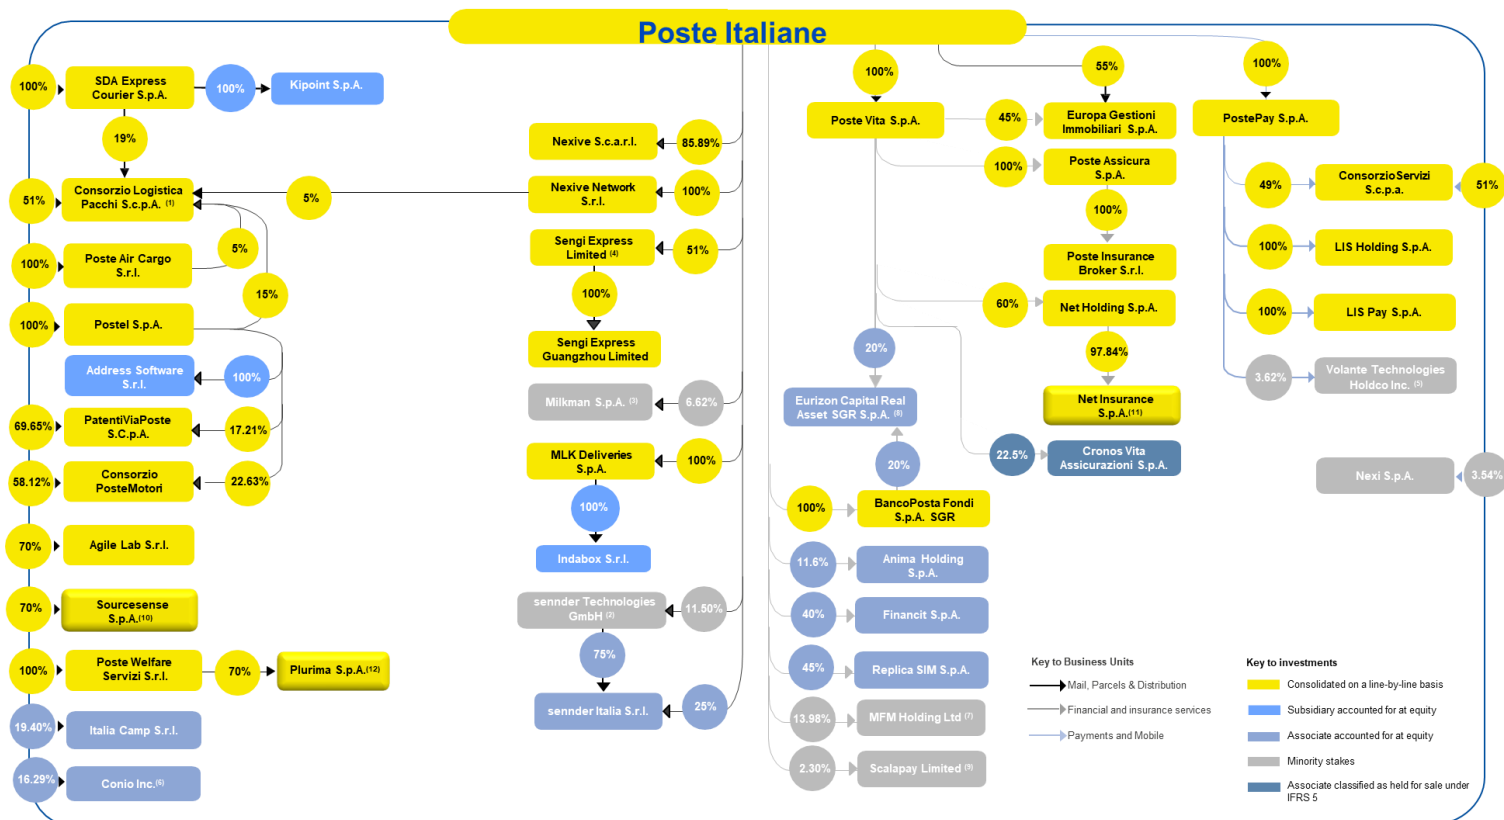 Poste Italiane
100%
SDA Express
Courier S.p.A.
100%
Kipoint S.p.A.
19%
51%
Consorzio Logistica
Pacchi S.c.p.A. (1)
5%
100%
Poste Air Cargo
S.r.l.
5%
15%
100%
Postel S.p.A.
Address Software
S.r.l.
100%
69.65%
PatentiViaPoste
S.C.p.A.
17.21%
58.12%
Consorzio
PosteMotori
22.63%
70%
Agile Lab S.r.l.
70%
Sourcesense
S.p.A.(10)
100%
Poste Welfare
Servizi S.r.l.
70%
Plurima S.p.A.(12)
19.40%
Italia Camp S.r.l.
16.29%
Conio Inc.(6)
Nexive S.c.a.r.l.
85.89%
Nexive Network
S.r.l.
100%
Sengi Express
Limited (4)
51%
100%
Sengi Express
Guangzhou Limited
Milkman S.p.A. (3)
6.62%
MLK Deliveries
S.p.A.
100%
100%
Indabox S.r.l.
sennder Technologies
GmbH (2)
11.50%
75%
sennder Italia S.r.l.
25%
100%
Poste Vita S.p.A.
45%
55%
Europa Gestioni
Immobiliari S.p.A.
100%
Poste Assicura
S.p.A.
100%
Poste Insurance
Broker S.r.l.
60%
Net Holding S.p.A.
97.84%
Net Insurance
S.p.A.(11)
20%
Eurizon Capital Real
Asset SGR S.p.A. (8)
20%
22.5%
Cronos Vita
Assicurazioni S.p.A.
100%
BancoPosta Fondi
S.p.A. SGR
11.6%
Anima Holding
S.p.A.
40%
Financit S.p.A.
45%
Replica SIM S.p.A.
13.98%
MFM Holding Ltd (7)
2.30%
Scalapay Limited (9)
100%
PostePay S.p.A.
49%
ConsorzioServizi
S.c.p.a.
51%
100%
LIS Holding S.p.A.
100%
LIS Pay S.p.A.
3.62%
Volante Technologies
Holdco Inc. (5)
Nexi S.p.A.
3.54%
Key to Business Units
Mail, Parcels & Distribution
Financial and insurance services
Payments and Mobile
Key to investments
Consolidated on a line-by-line basis
Subsidiary accounted for at equity
Associate accounted for at equity
Minority stakes
Associate classified as held for sale under
IFRS 5